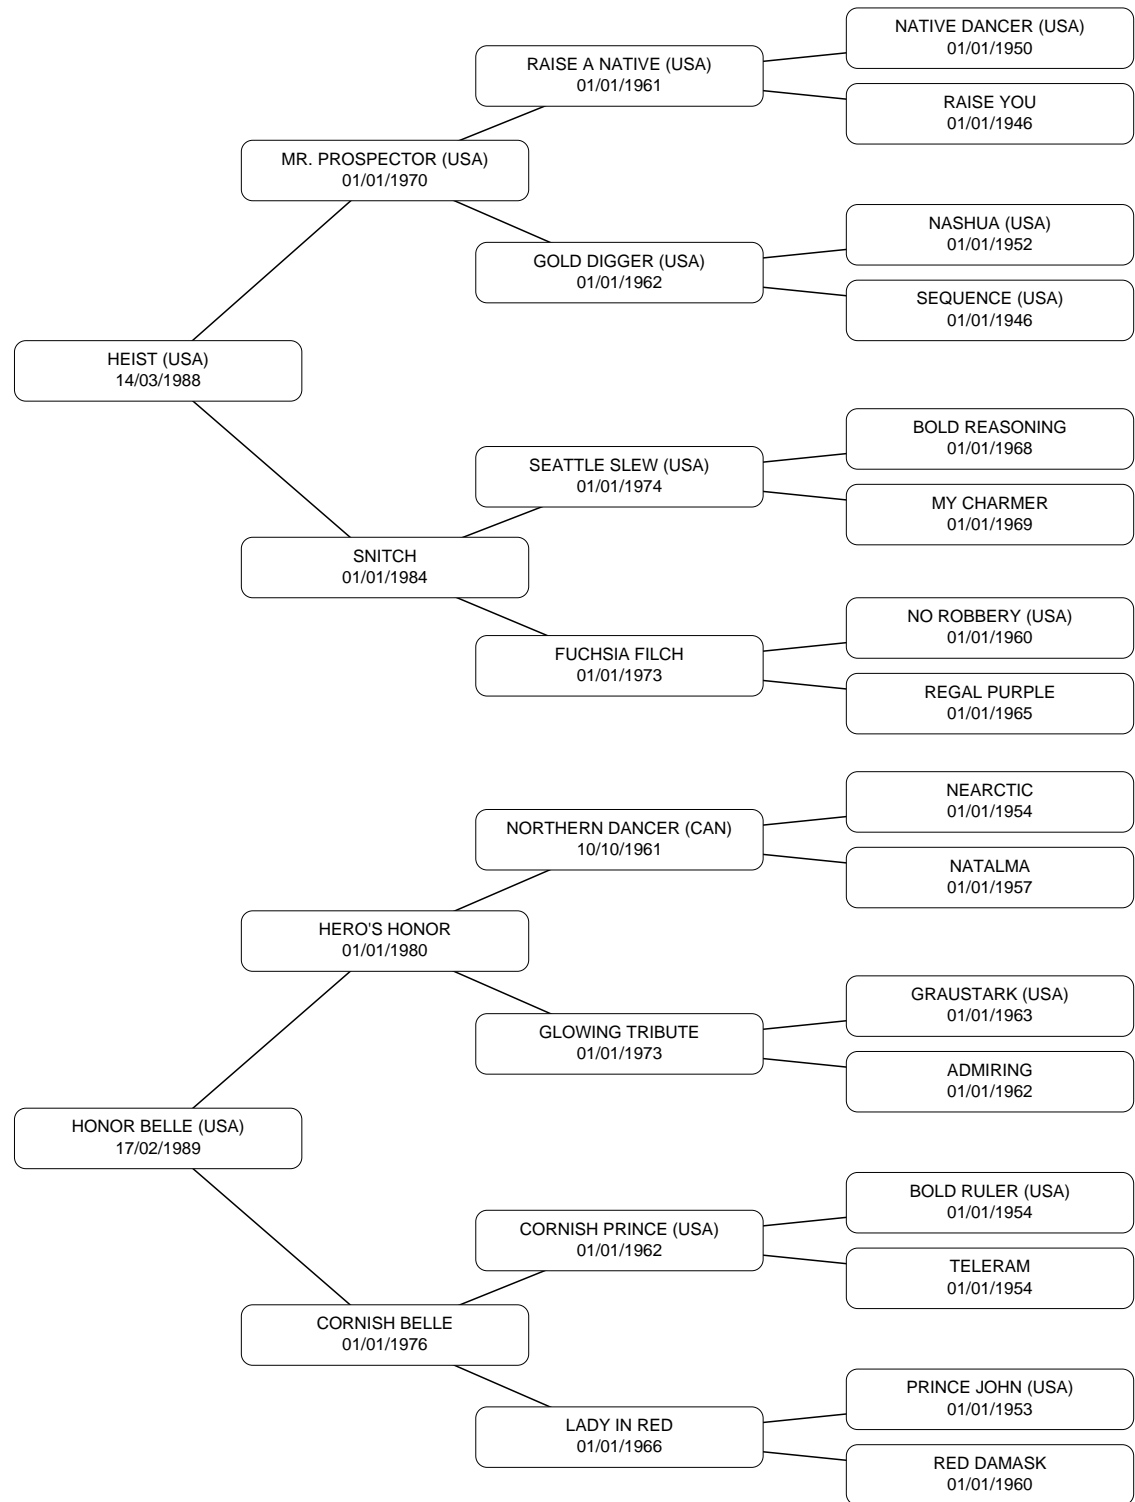 NATIVE DANCER (USA)
01/01/1950
RAISE A NATIVE (USA)
01/01/1961
RAISE YOU
01/01/1946
MR. PROSPECTOR (USA)
01/01/1970
NASHUA (USA)
01/01/1952
GOLD DIGGER (USA)
01/01/1962
SEQUENCE (USA)
01/01/1946
HEIST (USA)
14/03/1988
BOLD REASONING
01/01/1968
SEATTLE SLEW (USA)
01/01/1974
MY CHARMER
01/01/1969
SNITCH
01/01/1984
NO ROBBERY (USA)
01/01/1960
FUCHSIA FILCH
01/01/1973
REGAL PURPLE
01/01/1965
NEARCTIC
01/01/1954
NORTHERN DANCER (CAN)
10/10/1961
NATALMA
01/01/1957
HERO'S HONOR
01/01/1980
GRAUSTARK (USA)
01/01/1963
GLOWING TRIBUTE
01/01/1973
ADMIRING
01/01/1962
HONOR BELLE (USA)
17/02/1989
BOLD RULER (USA)
01/01/1954
CORNISH PRINCE (USA)
01/01/1962
TELERAM
01/01/1954
CORNISH BELLE
01/01/1976
PRINCE JOHN (USA)
01/01/1953
LADY IN RED
01/01/1966
RED DAMASK
01/01/1960